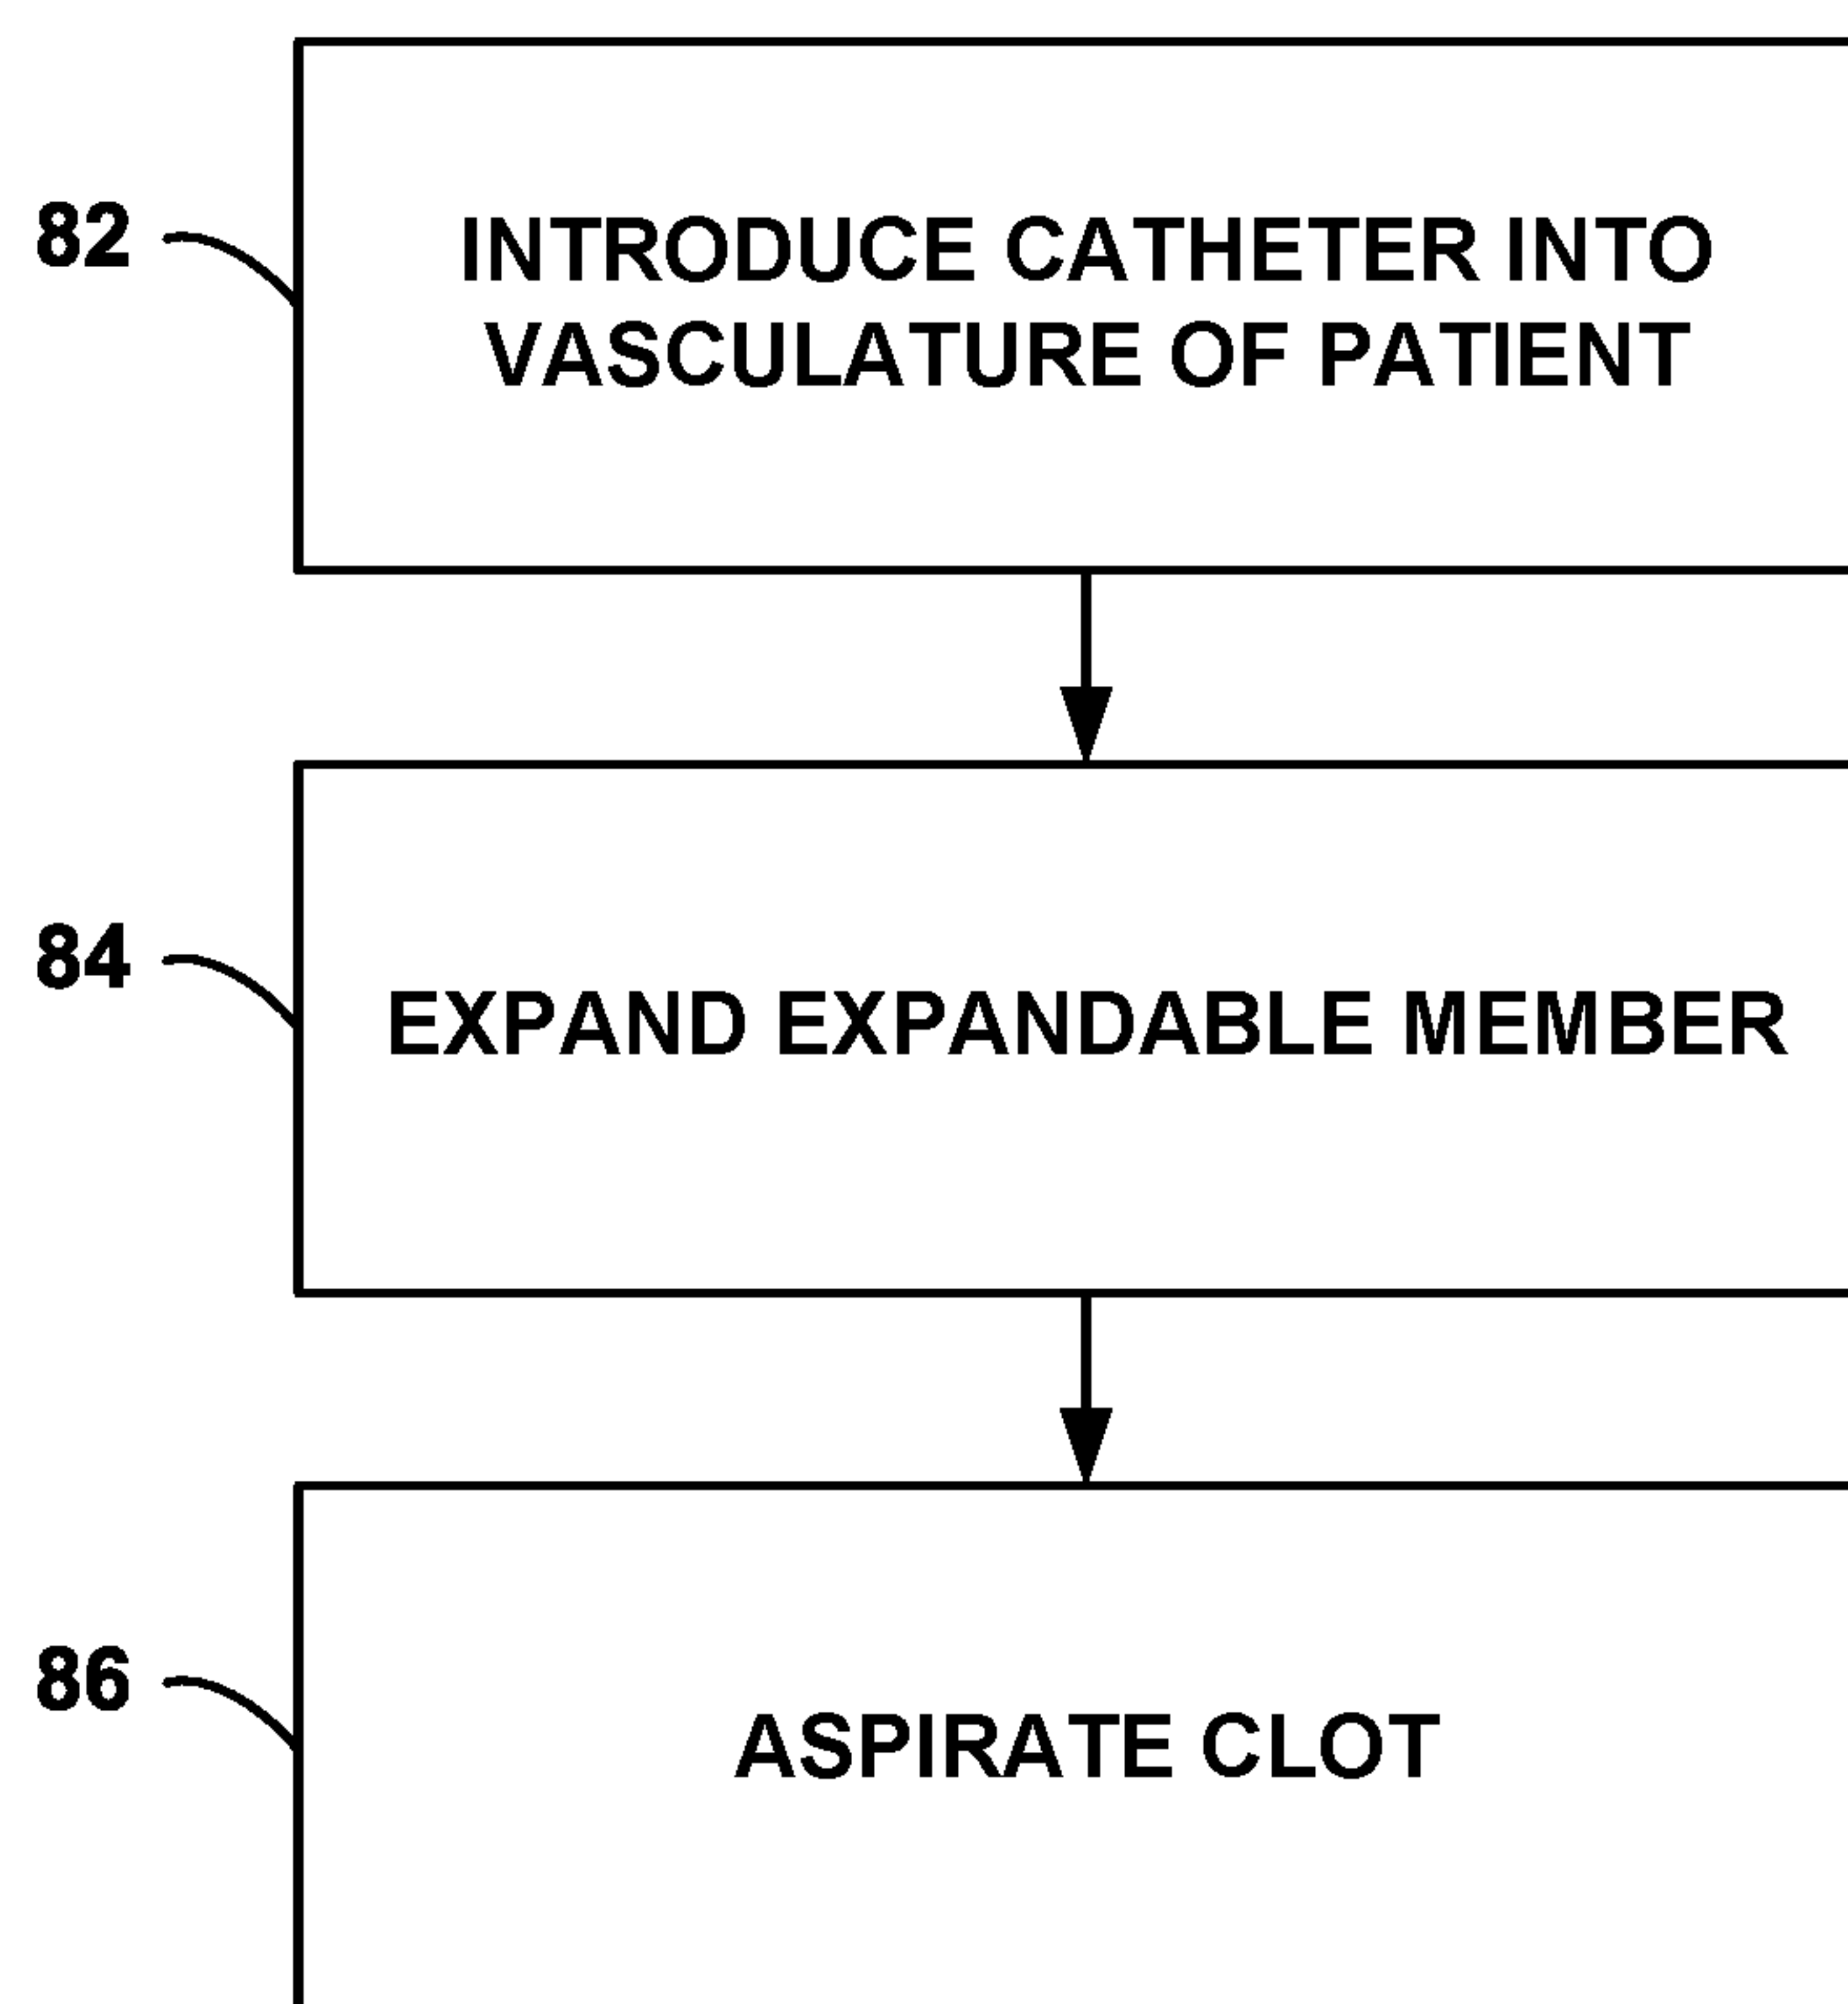 82
INTRODUCE CATHETER INTO
VASCULATURE OF PATIENT
84
EXPAND EXPANDABLE MEMBER
86
ASPIRATE CLOT